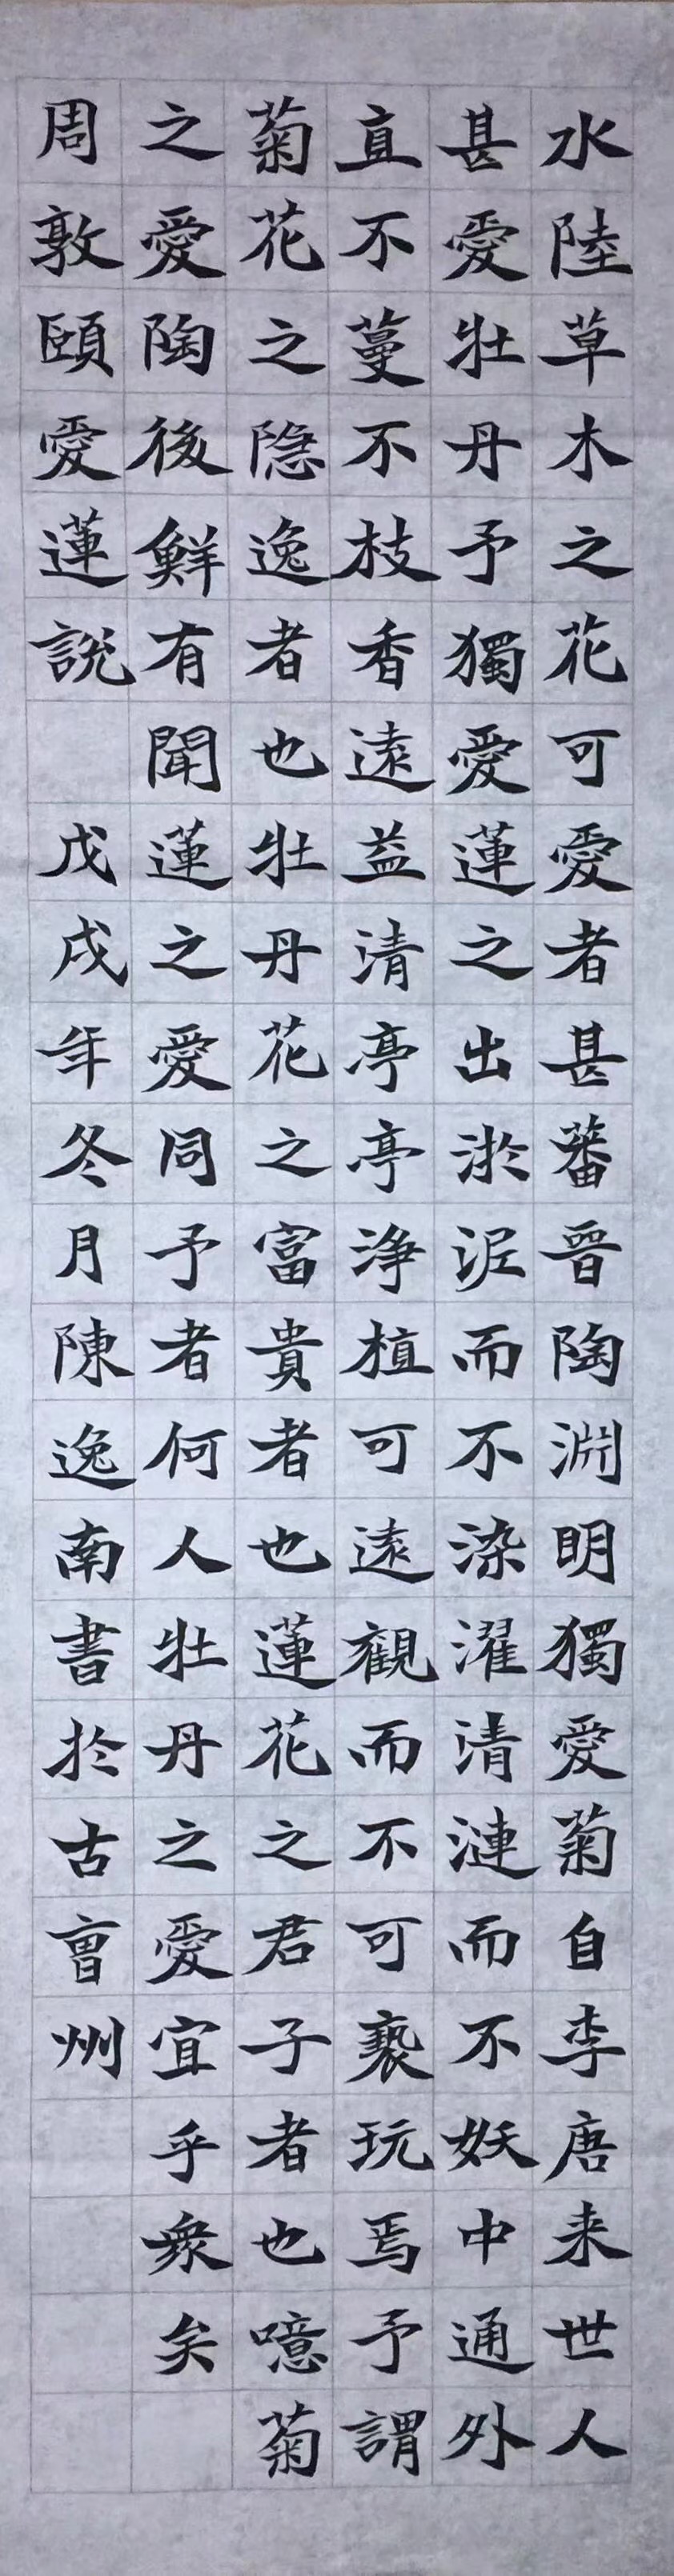 水陸草木之花可愛者甚蕃晉陶淵明獨愛菊自李唐来世人
甚愛牡丹予獨愛蓮之出淤泥而不染濯清漣而不妖中通外
直不蔓不枝香遠益清亭亭淨植可遠觀而不可褻玩焉予謂
菊花之隐逸者也牡丹花之富貴者也蓮花之君子者也噫菊
之愛陶後鮮有聞蓮之愛同予者何人牡丹之愛宜乎衆矣
周敦頤愛蓮說 戊戌年冬月陳逸南書於古曺州